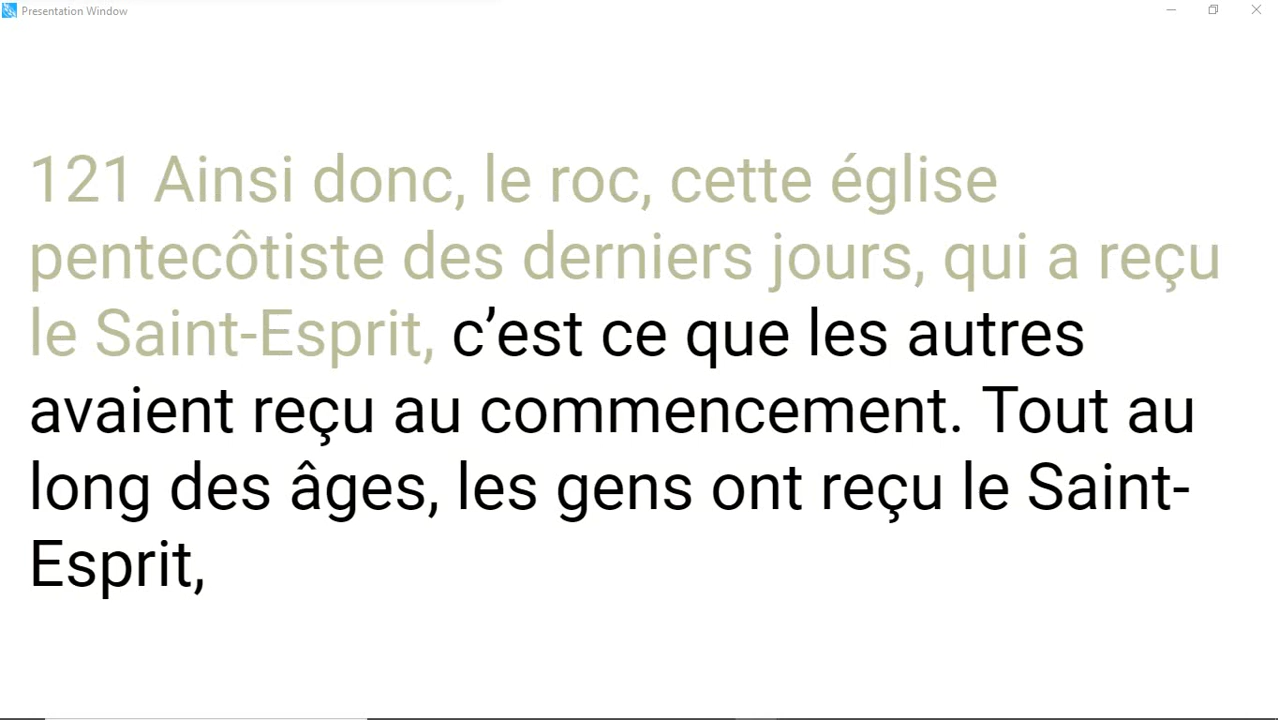 Presentation Window
121 Ainsi donc, le roc, cette église
pentecôtiste des derniers jours, qui a reçu
le Saint-Esprit, c’est ce que les autres
avaient reçu au commencement. Tout au
long des âges, les gens ont reçu le Saint-
Esprit,